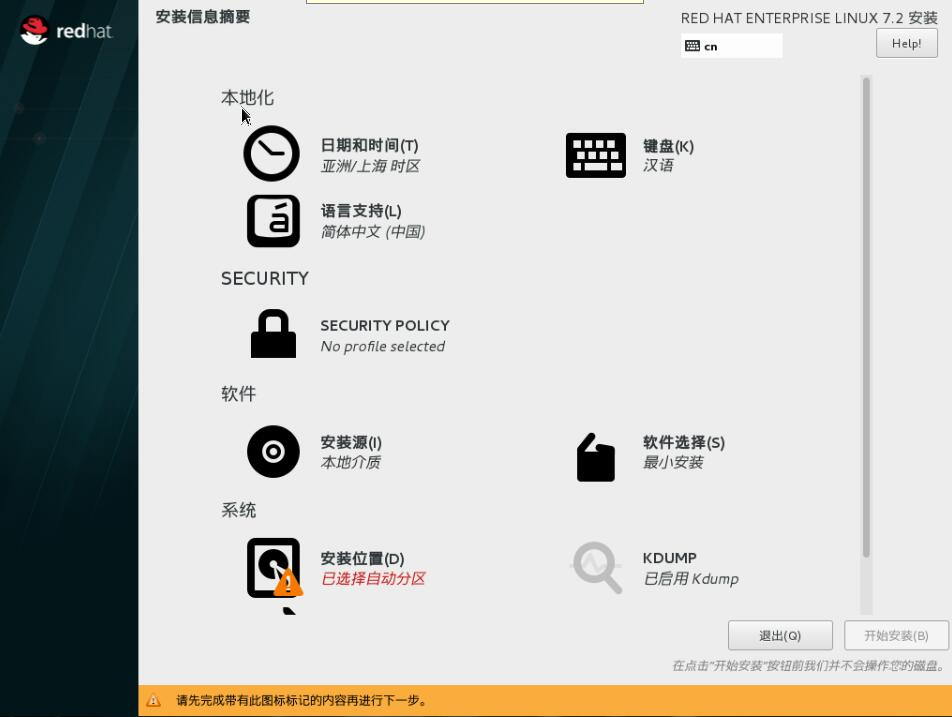 redhat.
安装信息摘要
RED HAT ENTERPRISE LINUX 7.2 安装
cn
Help!
本地化
日期和时间(T)
亚洲/上海 时区
键盘(K)
汉语
语言支持(L)
简体中文 (中国)
SECURITY
SECURITY POLICY
No profile selected
软件
安装源(I)
本地介质
软件选择(S)
最小安装
系统
安装位置(D)
已选择自动分区
KDUMP
已启用 Kdump
退出(Q)
开始安装(B)
在点击"开始安装"按钮前我们并不会操作您的磁盘。
请先完成带有此图标标记的内容再进行下一步。